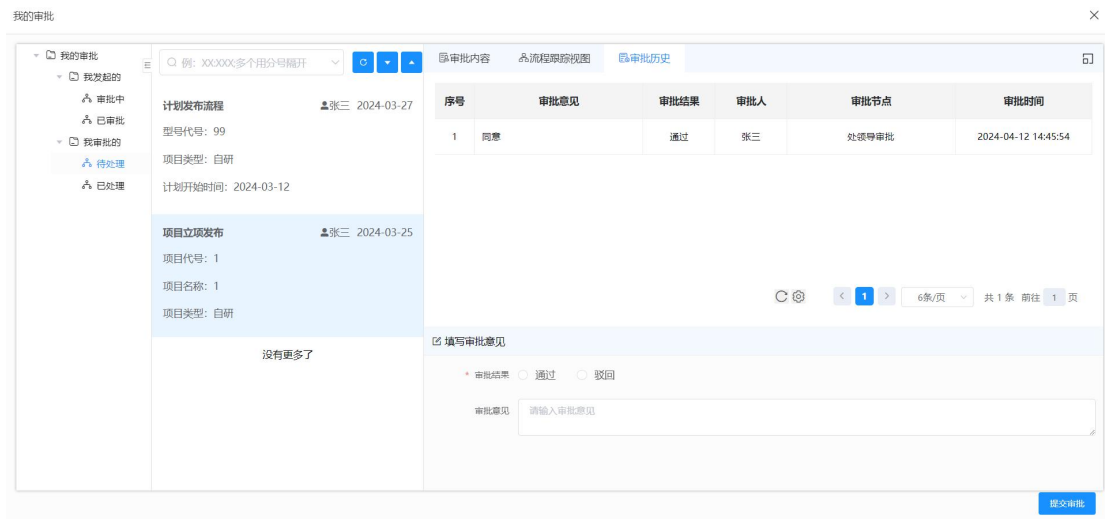 我的审批
我的审批
我发起的
审批中
已审批
我审批的
待处理
已处理
例：XX:XXX;多个用分号隔开
计划发布流程 张三 2024-03-27
型号代号：99
项目类型：自研
计划开始时间：2024-03-12
项目立项发布 张三 2024-03-25
项目代号：1
项目名称：1
项目类型：自研
没有更多了
审批内容 流程跟踪视图 审批历史
序号 审批意见 审批结果 审批人 审批节点 审批时间
1 同意 通过 张三 处领导审批 2024-04-12 14:45:54
1 6条/页 共 1 条 前往 1 页
填写审批意见
* 审批结果 通过 驳回
审批意见 请输入审批意见
提交审批